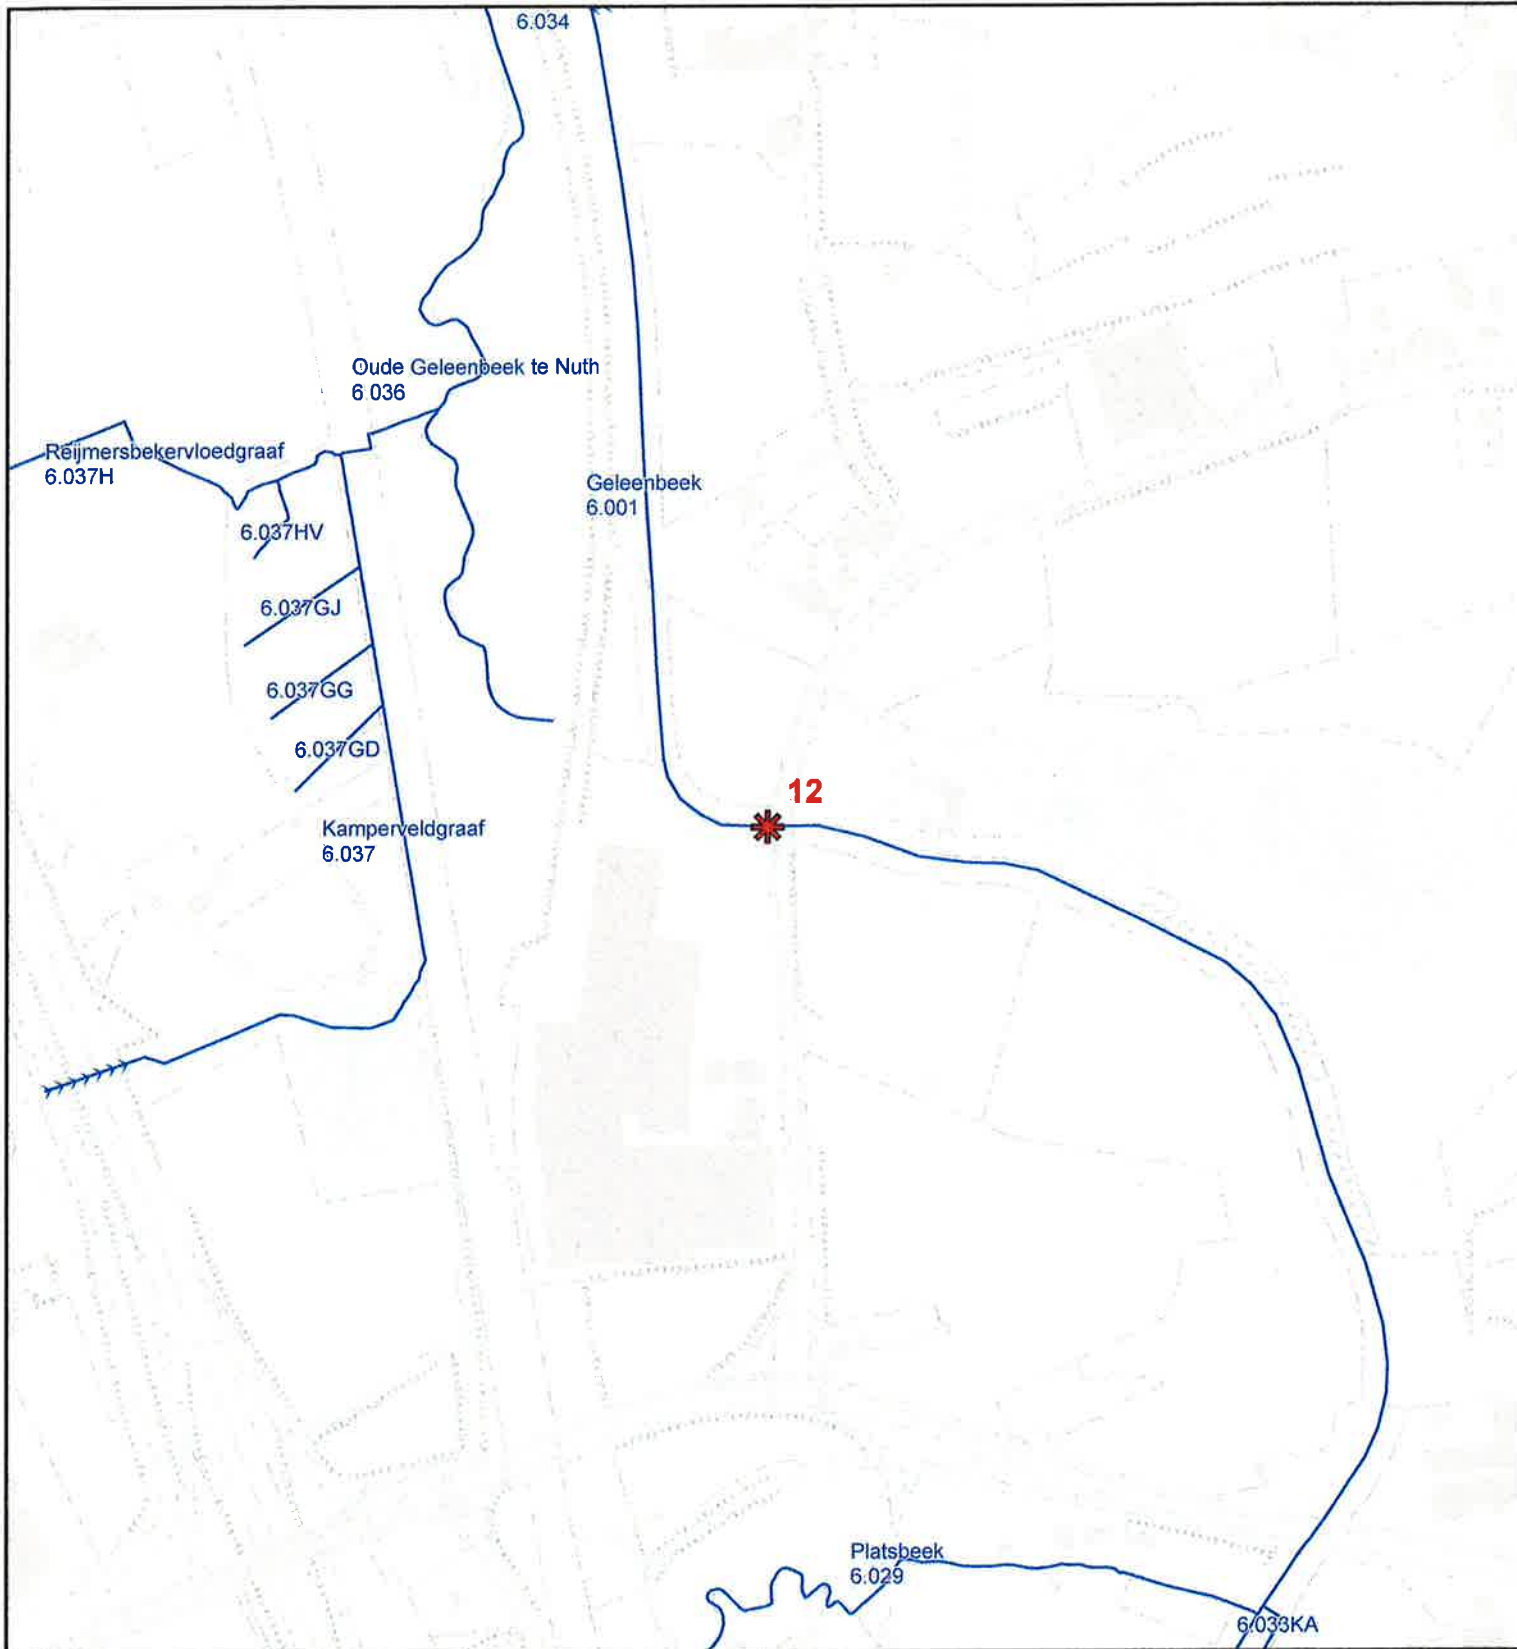 6.034
Oude Geleenbeek te Nuth
6.036
Reijmersbekervloedgraaf
6.037H
Geleenbeek
6.001
6.037HV
6.037GJ
6.037GG
6.037GD
12
Kamperveldgraaf
6.037
Platsbeek
6.029
6.033KA